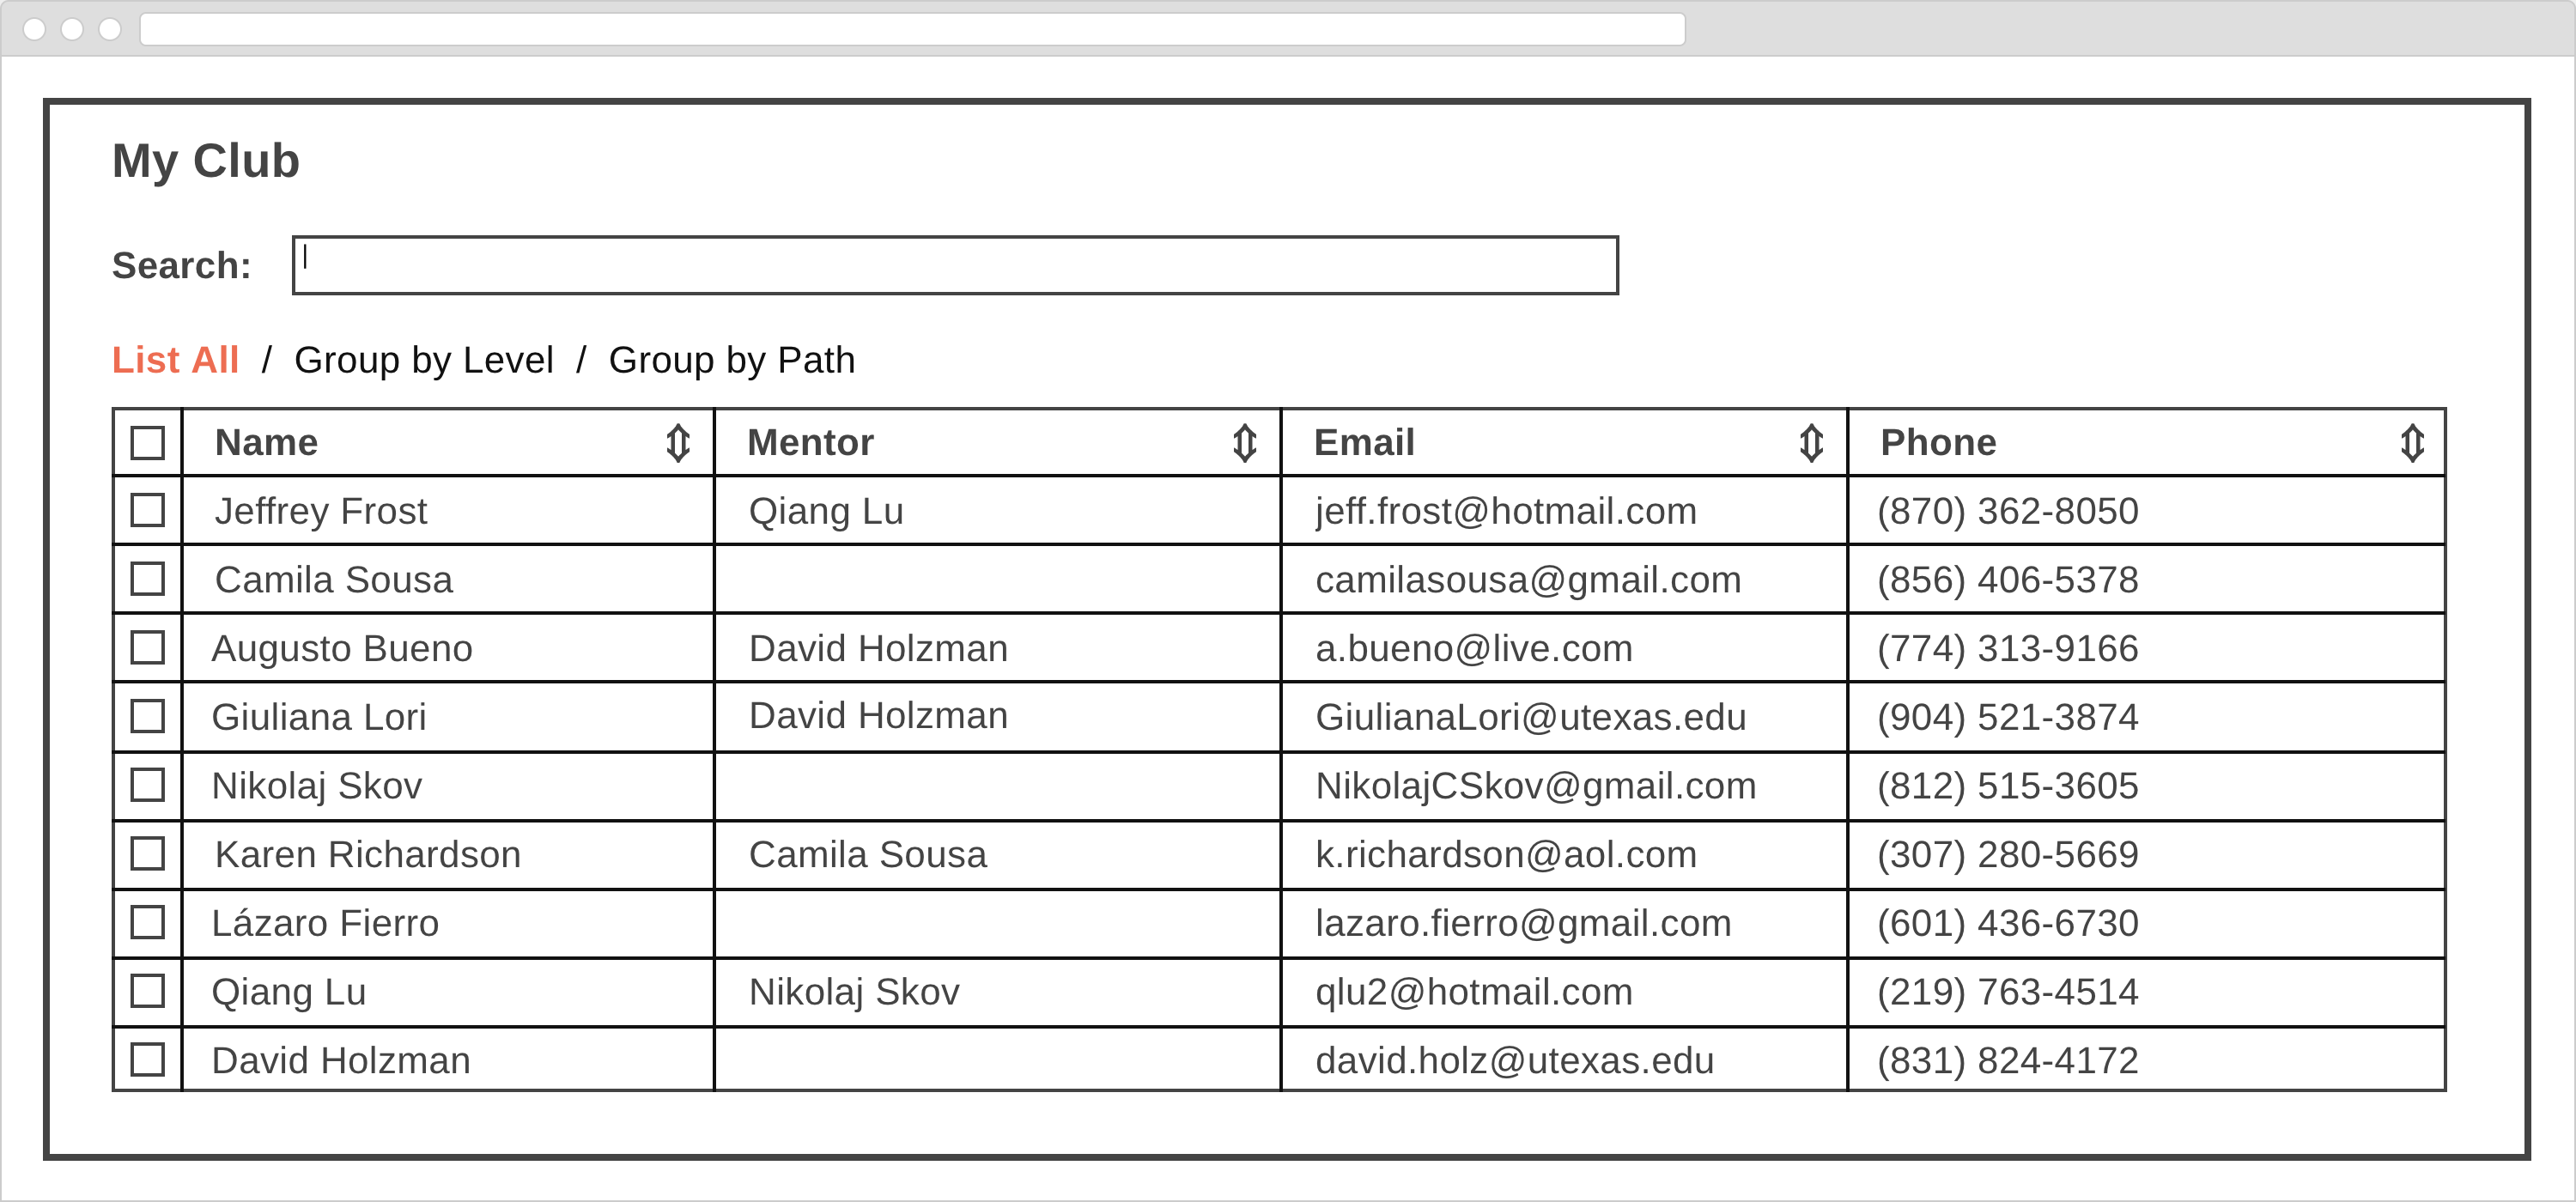 My Club
Search:
List All / Group by Level / Group by Path
Name Mentor Email Phone
Jeffrey Frost Qiang Lu jeff.frost@hotmail.com (870) 362-8050
Camila Sousa camilasousa@gmail.com (856) 406-5378
Augusto Bueno David Holzman a.bueno@live.com (774) 313-9166
Giuliana Lori David Holzman GiulianaLori@utexas.edu (904) 521-3874
Nikolaj Skov NikolajCSkov@gmail.com (812) 515-3605
Karen Richardson Camila Sousa k.richardson@aol.com (307) 280-5669
Lázaro Fierro lazaro.fierro@gmail.com (601) 436-6730
Qiang Lu Nikolaj Skov qlu2@hotmail.com (219) 763-4514
David Holzman david.holz@utexas.edu (831) 824-4172